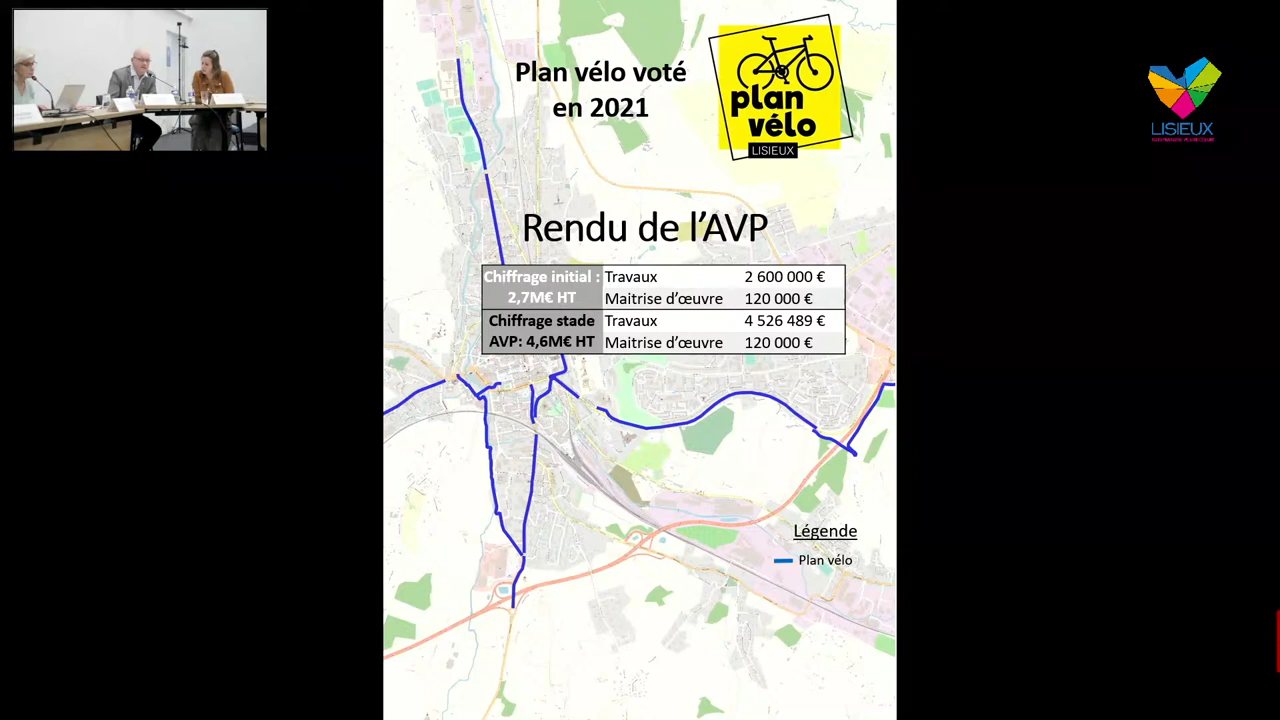 Plan vélo voté
en 2021
plan
vélo
LISIEUX
LISIEUX
Rendu de l'AVP
Chiffrage initial : Travaux 2 600 000 €
2,7M€ HT Maitrise d'œuvre 120 000 €
Chiffrage stade Travaux 4 526 489 €
AVP: 4,6M€ HT Maitrise d'œuvre 120 000 €
Légende
Plan vélo